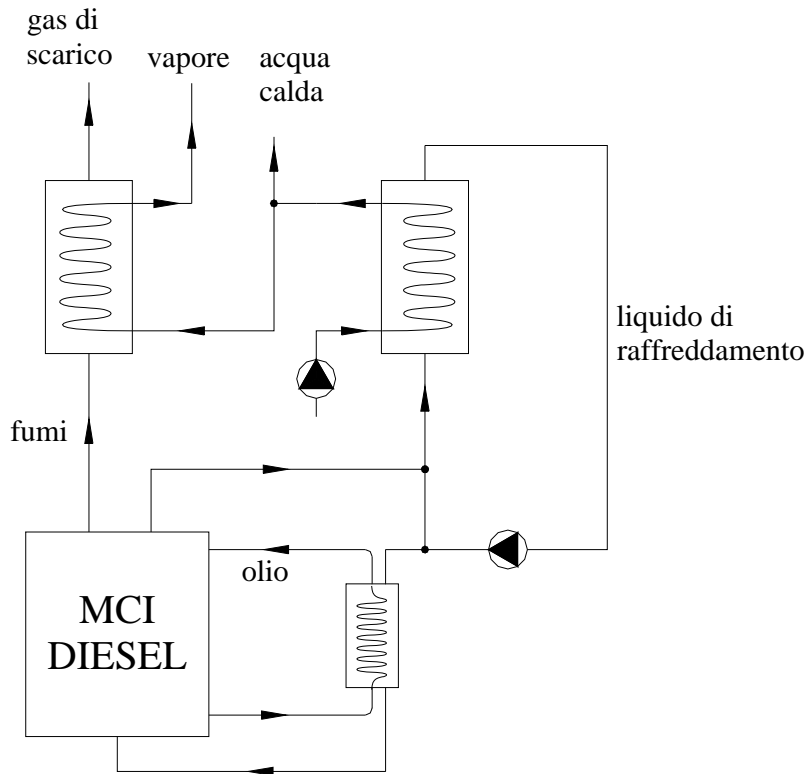 gas di
scarico
vapore
acqua
calda
liquido di
raffreddamento
fumi
olio
MCI
DIESEL